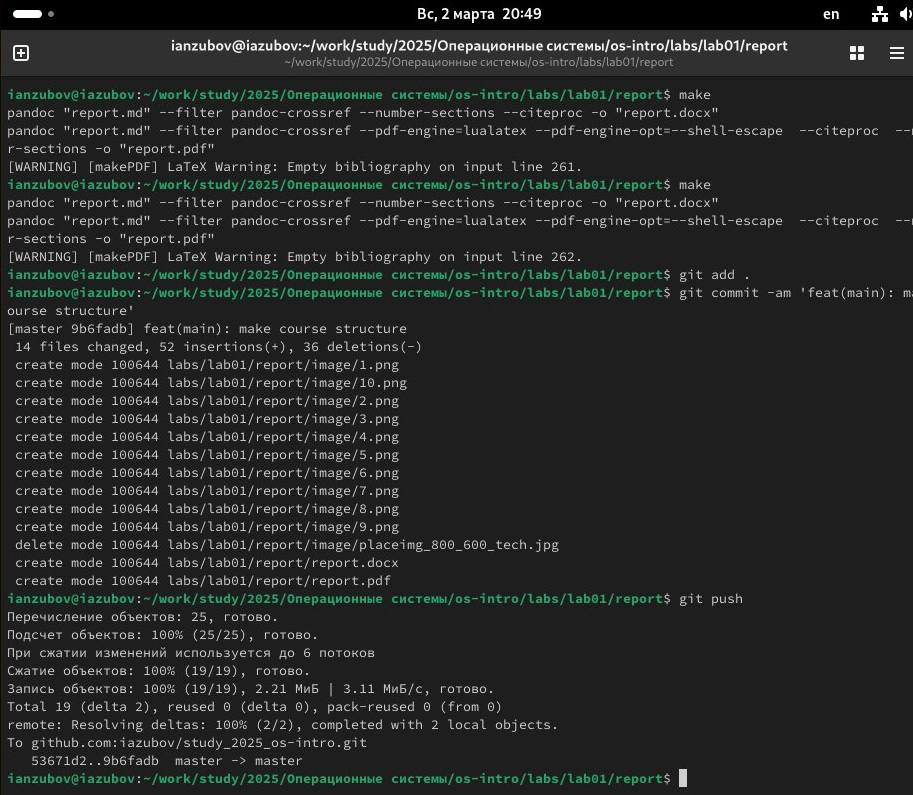 Вс, 2 марта 20:49
en
ianzubov@iazubov:~/work/study/2025/Операционные системы/os-intro/labs/lab01/report
~/work/study/2025/Операционные системы/os-intro/labs/lab01/report
ianzubov@iazubov:~/work/study/2025/Операционные системы/os-intro/labs/lab01/report$ make
pandoc "report.md" --filter pandoc-crossref --number-sections --citeproc -o "report.docx"
pandoc "report.md" --filter pandoc-crossref --pdf-engine=lualatex --pdf-engine-opt=--shell-escape --citeproc --
r-sections -o "report.pdf"
[WARNING] [makePDF] LaTeX Warning: Empty bibliography on input line 261.
ianzubov@iazubov:~/work/study/2025/Операционные системы/os-intro/labs/lab01/report$ make
pandoc "report.md" --filter pandoc-crossref --number-sections --citeproc -o "report.docx"
pandoc "report.md" --filter pandoc-crossref --pdf-engine=lualatex --pdf-engine-opt=--shell-escape --citeproc --
r-sections -o "report.pdf"
[WARNING] [makePDF] LaTeX Warning: Empty bibliography on input line 262.
ianzubov@iazubov:~/work/study/2025/Операционные системы/os-intro/labs/lab01/report$ git add .
ianzubov@iazubov:~/work/study/2025/Операционные системы/os-intro/labs/lab01/report$ git commit -am 'feat(main): ma
ourse structure'
[master 9b6fadb] feat(main): make course structure
14 files changed, 52 insertions(+), 36 deletions(-)
create mode 100644 labs/lab01/report/image/1.png
create mode 100644 labs/lab01/report/image/10.png
create mode 100644 labs/lab01/report/image/2.png
create mode 100644 labs/lab01/report/image/3.png
create mode 100644 labs/lab01/report/image/4.png
create mode 100644 labs/lab01/report/image/5.png
create mode 100644 labs/lab01/report/image/6.png
create mode 100644 labs/lab01/report/image/7.png
create mode 100644 labs/lab01/report/image/8.png
create mode 100644 labs/lab01/report/image/9.png
delete mode 100644 labs/lab01/report/image/placeimg_800_600_tech.jpg
create mode 100644 labs/lab01/report/report.docx
create mode 100644 labs/lab01/report/report.pdf
ianzubov@iazubov:~/work/study/2025/Операционные системы/os-intro/labs/lab01/report$ git push
Перечисление объектов: 25, готово.
Подсчет объектов: 100% (25/25), готово.
При сжатии изменений используется до 6 потоков
Сжатие объектов: 100% (19/19), готово.
Запись объектов: 100% (19/19), 2.21 МиБ | 3.11 МиБ/с, готово.
Total 19 (delta 2), reused 0 (delta 0), pack-reused 0 (from 0)
remote: Resolving deltas: 100% (2/2), completed with 2 local objects.
To github.com:iazubov/study_2025_os-intro.git
53671d2..9b6fadb master -> master
ianzubov@iazubov:~/work/study/2025/Операционные системы/os-intro/labs/lab01/report$